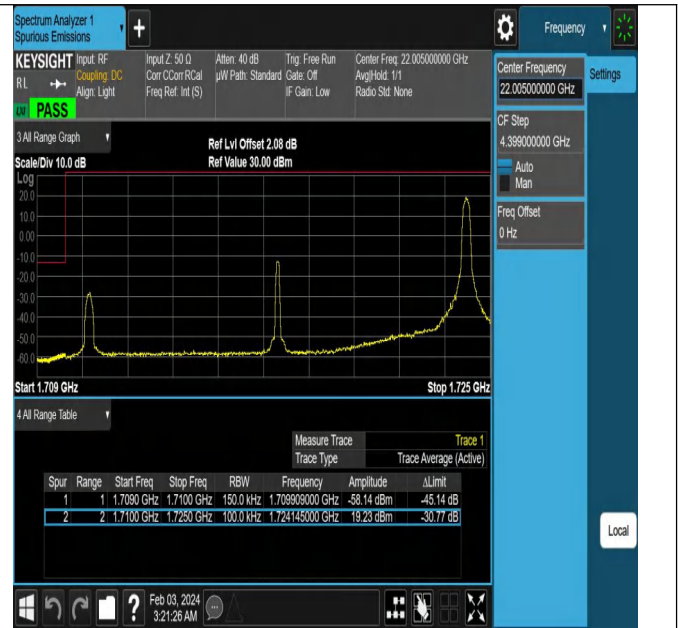 Spectrum Analyzer 1
Spurious Emissions
+
Frequency
KEYSIGHT
RL
Input: RF
Coupling: DC
Align: Light
Input Z: 50 Ω
Corr CCorr RCal
Freq Ref: Int (S)
Atten: 40 dB
µW Path: Standard
Trig: Free Run
Gate: Off
IF Gain: Low
Center Freq: 22.005000000 GHz
Avg|Hold: 1/1
Radio Std: None
PASS
Center Frequency
22.005000000 GHz
Settings
CF Step
4.399000000 GHz
Auto
Man
Freq Offset
0 Hz
3 All Range Graph
Scale/Div 10.0 dB
Ref Lvl Offset 2.08 dB
Ref Value 30.00 dBm
Log
20.0
10.0
0.00
-10.0
-20.0
-30.0
-40.0
-50.0
-60.0
Start 1.709 GHz
Stop 1.725 GHz
4 All Range Table
Measure Trace Trace 1
Trace Type Trace Average (Active)
Spur Range Start Freq Stop Freq RBW Frequency Amplitude ΔLimit
1 1 1.7090 GHz 1.7100 GHz 150.0 kHz 1.709909000 GHz -58.14 dBm -45.14 dB
2 2 1.7100 GHz 1.7250 GHz 100.0 kHz 1.724145000 GHz 19.23 dBm -30.77 dB
Local
?
Feb 03, 2024
3:21:26 AM